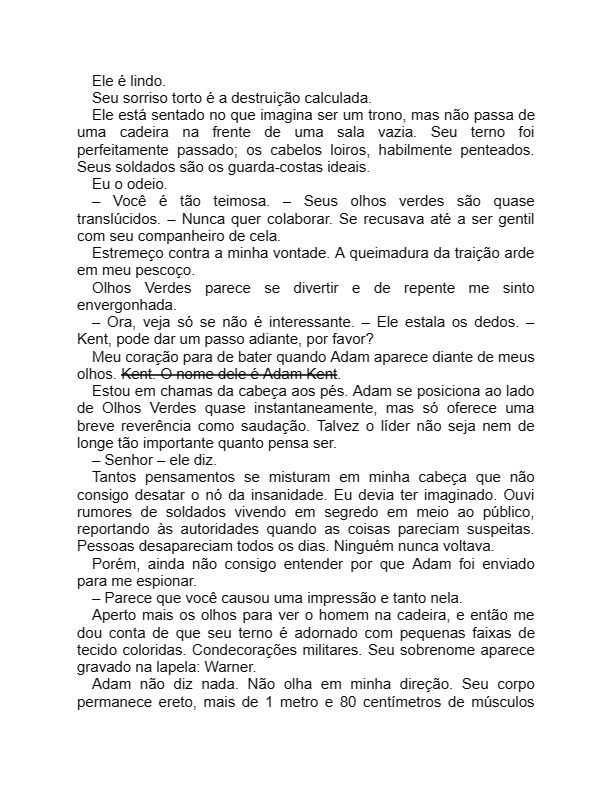 Ele é lindo.
Seu sorriso torto é a destruição calculada.
Ele está sentado no que imagina ser um trono, mas não passa de
uma cadeira na frente de uma sala vazia. Seu terno foi
perfeitamente passado; os cabelos loiros, habilmente penteados.
Seus soldados são os guarda-costas ideais.
Eu o odeio.
– Você é tão teimosa. – Seus olhos verdes são quase
translúcidos. – Nunca quer colaborar. Se recusava até a ser gentil
com seu companheiro de cela.
Estremeço contra a minha vontade. A queimadura da traição arde
em meu pescoço.
Olhos Verdes parece se divertir e de repente me sinto
envergonhada.
– Ora, veja só se não é interessante. – Ele estala os dedos. –
Kent, pode dar um passo adiante, por favor?
Meu coração para de bater quando Adam aparece diante de meus
olhos. Kent. O nome dele é Adam Kent.
Estou em chamas da cabeça aos pés. Adam se posiciona ao lado
de Olhos Verdes quase instantaneamente, mas só oferece uma
breve reverência como saudação. Talvez o líder não seja nem de
longe tão importante quanto pensa ser.
– Senhor – ele diz.
Tantos pensamentos se misturam em minha cabeça que não
consigo desatar o nó da insanidade. Eu devia ter imaginado. Ouvi
rumores de soldados vivendo em segredo em meio ao público,
reportando às autoridades quando as coisas pareciam suspeitas.
Pessoas desapareciam todos os dias. Ninguém nunca voltava.
Porém, ainda não consigo entender por que Adam foi enviado
para me espionar.
– Parece que você causou uma impressão e tanto nela.
Aperto mais os olhos para ver o homem na cadeira, e então me
dou conta de que seu terno é adornado com pequenas faixas de
tecido coloridas. Condecorações militares. Seu sobrenome aparece
gravado na lapela: Warner.
Adam não diz nada. Não olha em minha direção. Seu corpo
permanece ereto, mais de 1 metro e 80 centímetros de músculos